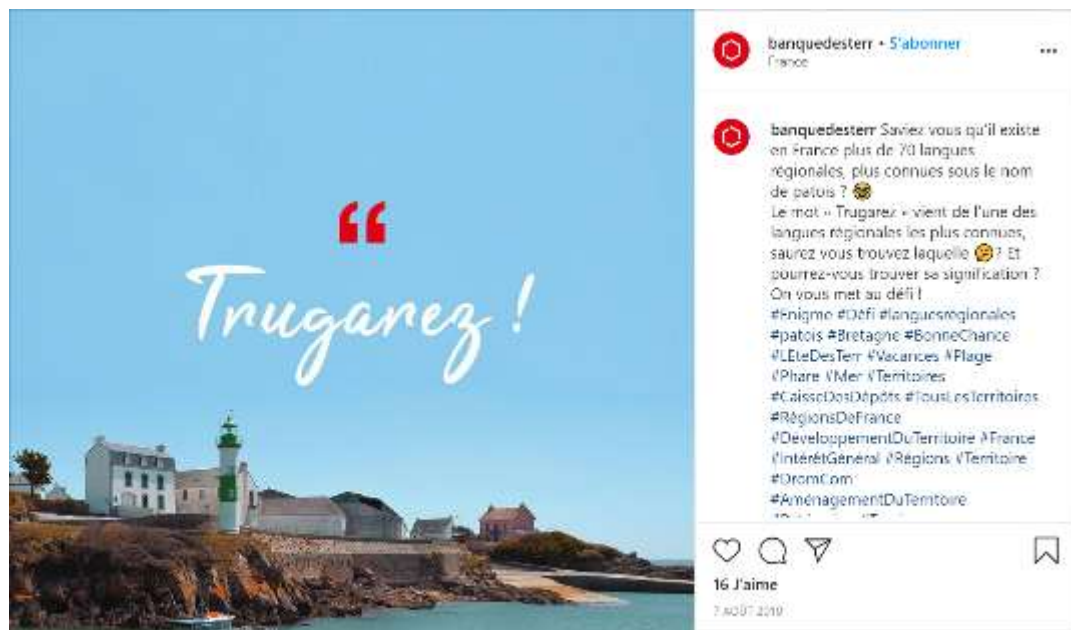 “
Trugarez !
banquedesterr • S'abonner
France
banquedesterr Saviez vous qu'il existe
en France plus de 70 langues
régionales, plus connues sous le nom
de patois ?
Le mot « Trugarez » vient de l'une des
langues régionales les plus connues,
saurez vous trouvez laquelle ? Et
pourrez-vous trouver sa signification ?
On vous met au défi !
#Enigme #Défi #languesregionales
#patois #Bretagne #BonneChance
#LEteDesTerr #Vacances #Plage
#Phare #Mer #Territoires
#CaisseDesDépôts #TousLesTerritoires
#RégionsDeFrance
#DéveloppementDuTerritoire #France
#IntérêtGénéral #Régions #Territoire
#DromCom
#AménagementDuTerritoire
16 J'aime
7 AOÛT 2019